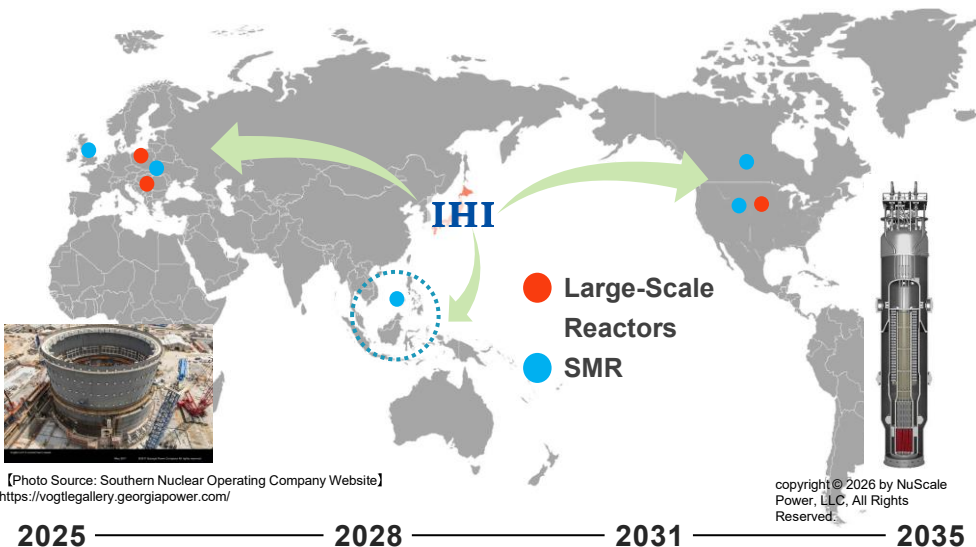 IHI
Large-Scale
Reactors
SMR
【Photo Source: Southern Nuclear Operating Company Website】
https://vogtlegallery.georgiapower.com/
copyright © 2026 by NuScale
Power, LLC, All Rights
Reserved.
2025
2028
2031
2035